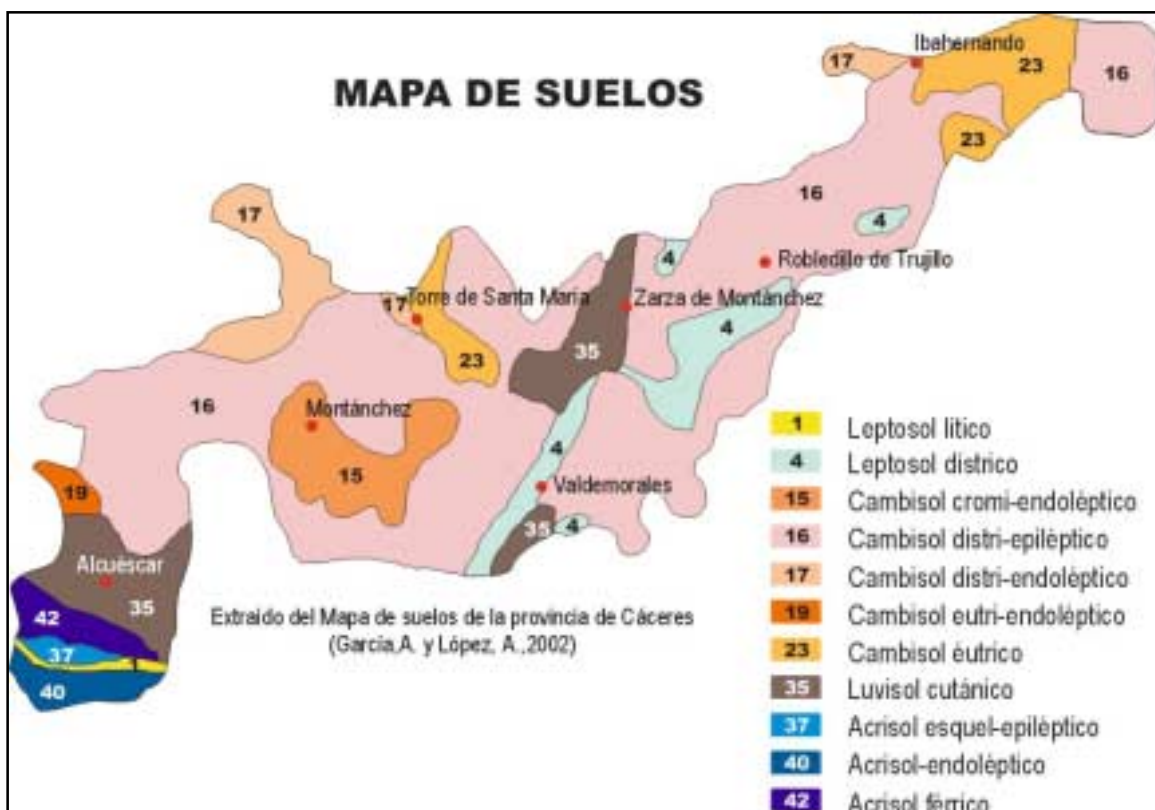 MAPA DE SUELOS
Ibahernando
17
23
16
23
17
16
4
4
Robledillo de Trujillo
17
Torre de Santa María
Zarza de Montánchez
4
35
23
16
Montánchez
4
15
Valdemorales
19
35
4
Alcuéscar
42
35
37
1
40
Extraido del Mapa de suelos de la provincia de Cáceres
(García,A. y López, A.,2002)
1 Leptosol lítico
4 Leptosol dístrico
15 Cambisol cromi-endoléptico
16 Cambisol distri-epiléptico
17 Cambisol distri-endoléptico
19 Cambisol eutri-endoléptico
23 Cambisol éutrico
35 Luvisol cutánico
37 Acrisol esquel-epiléptico
40 Acrisol-endoléptico
42 Acrisol férrico